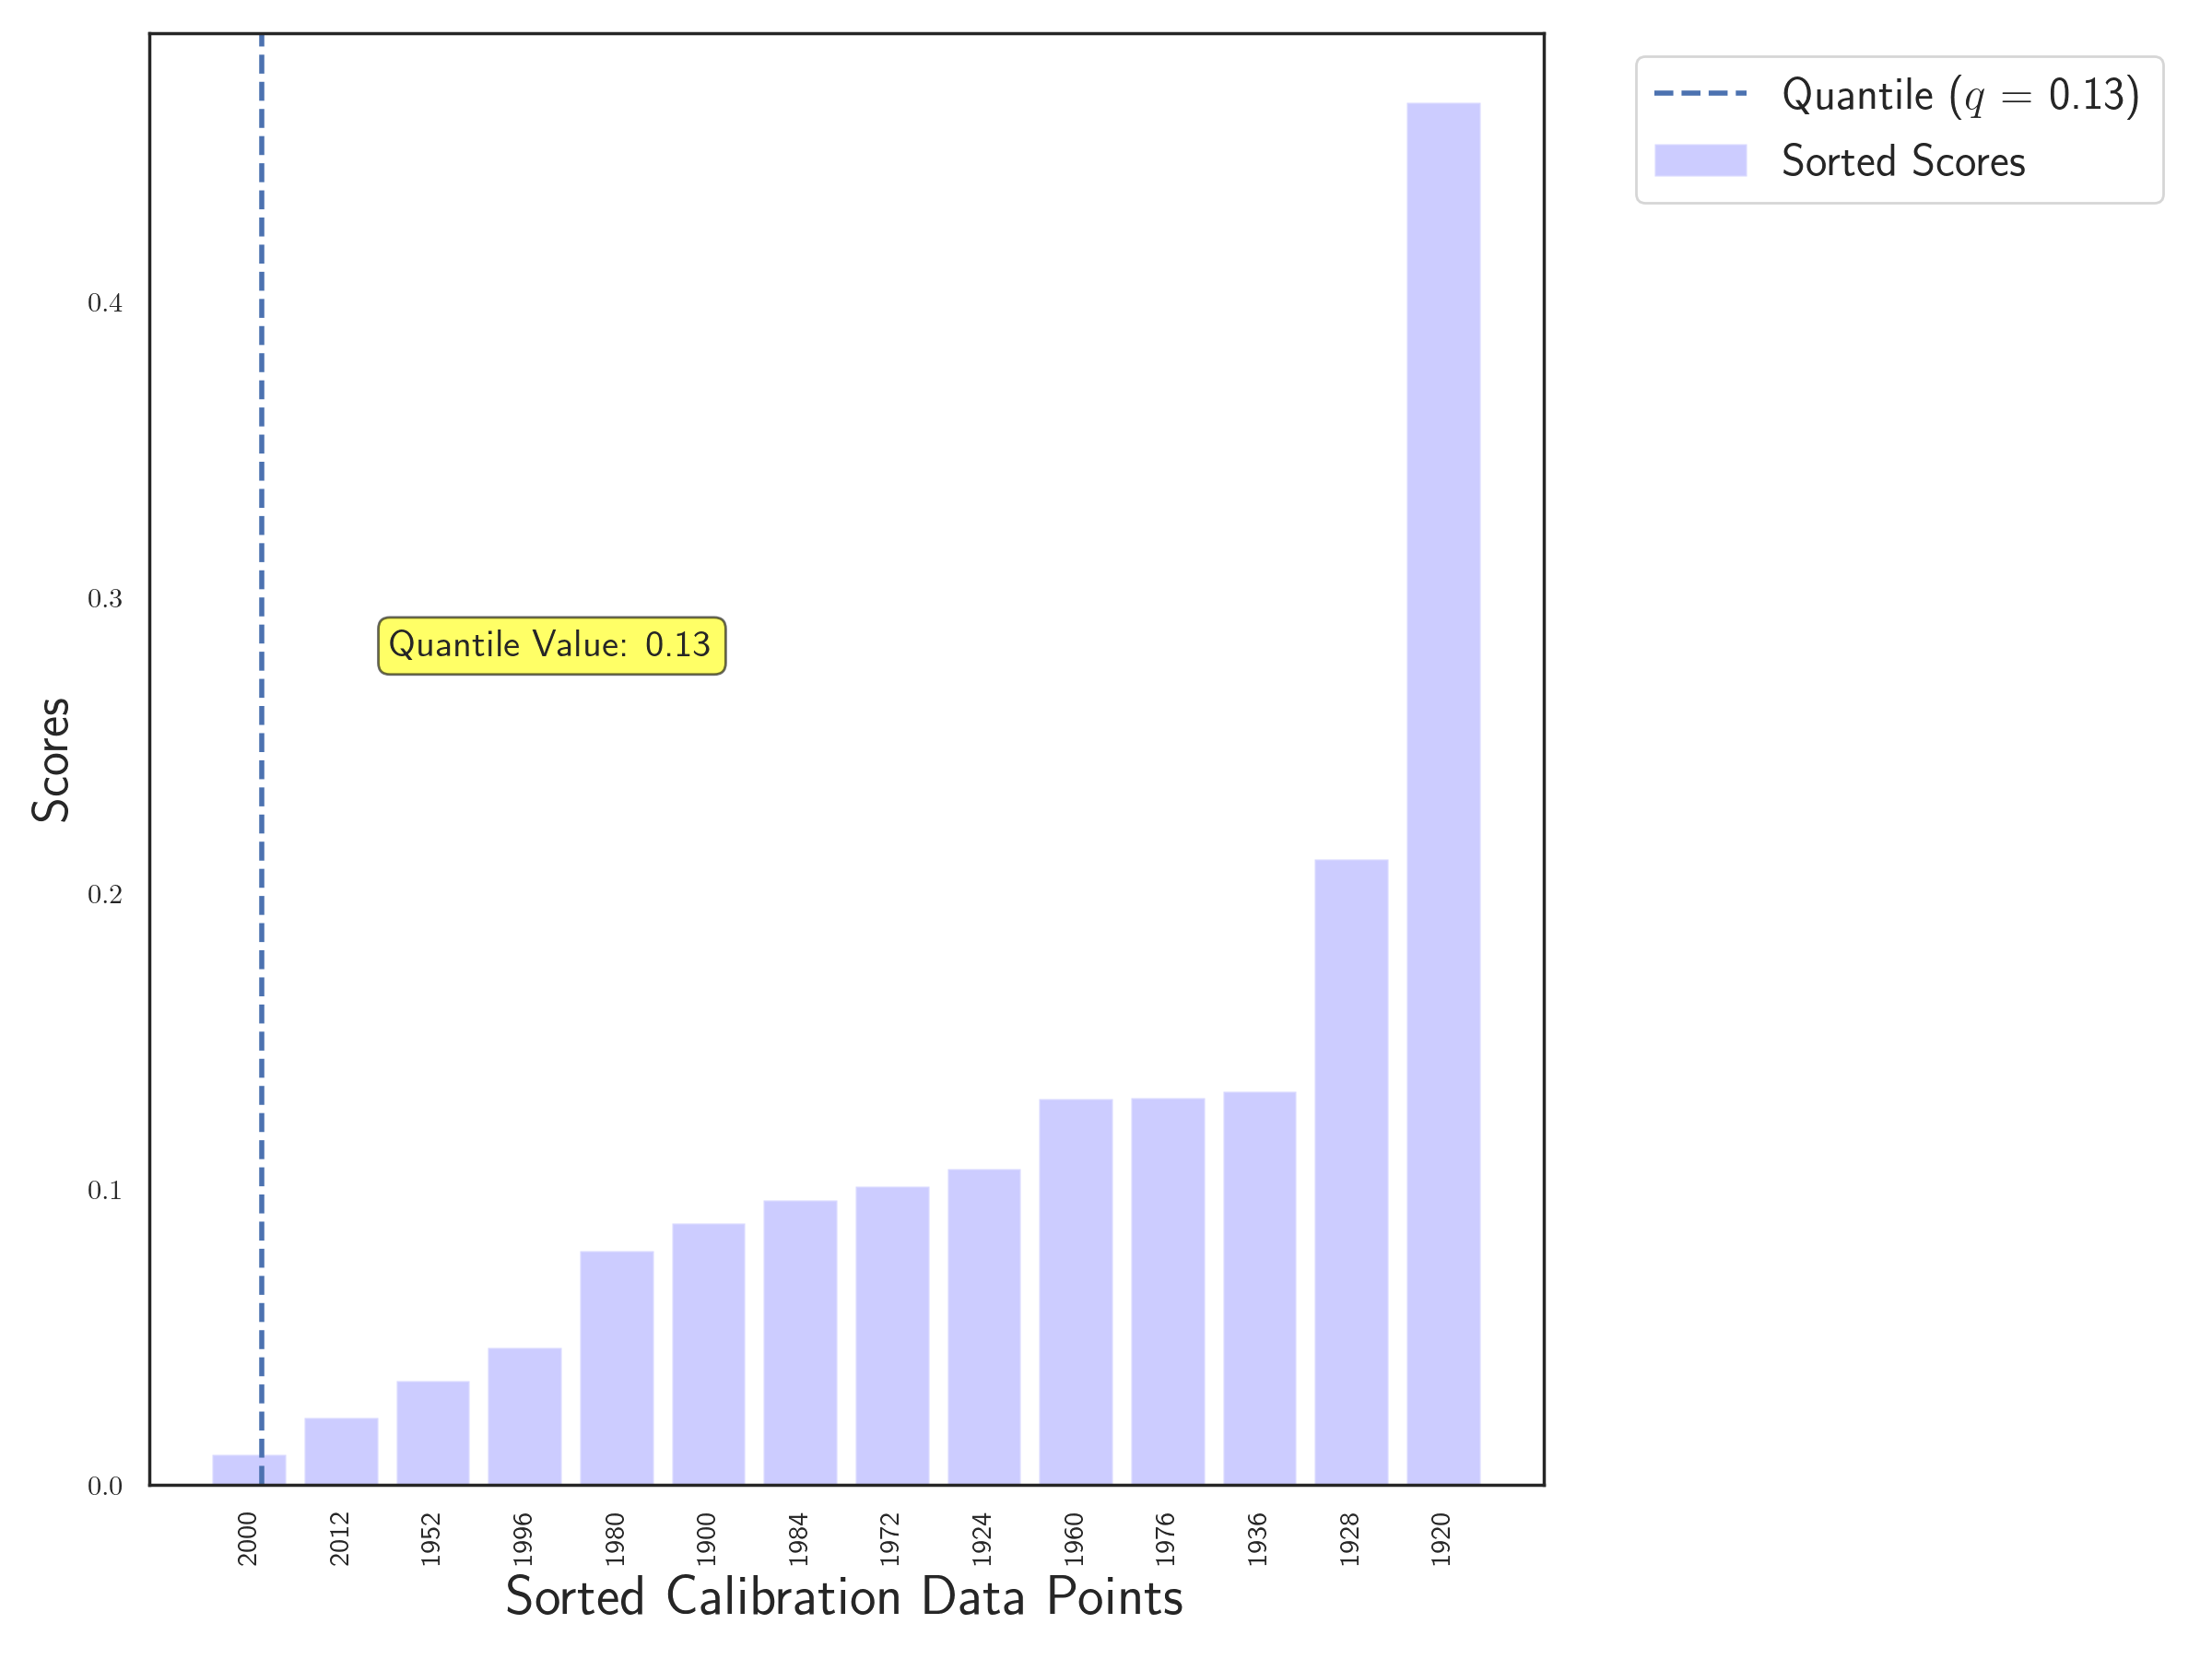 Quantile (q = 0.13)
Sorted Scores
0.4
0.3
0.2
0.1
0.0
Scores
Quantile Value: 0.13
2000 2012 1952 1996 1980 1900 1984 1972 1924 1960 1976 1936 1928 1920
Sorted Calibration Data Points